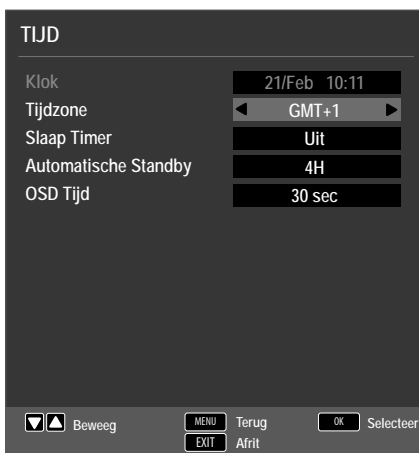 TIJD
Klok 21/Feb 10:11
Tijdzone GMT+1
Slaap Timer Uit
Automatische Standby 4H
OSD Tijd 30 sec
Beweeg MENU Terug OK Selecteer
EXIT Afrit